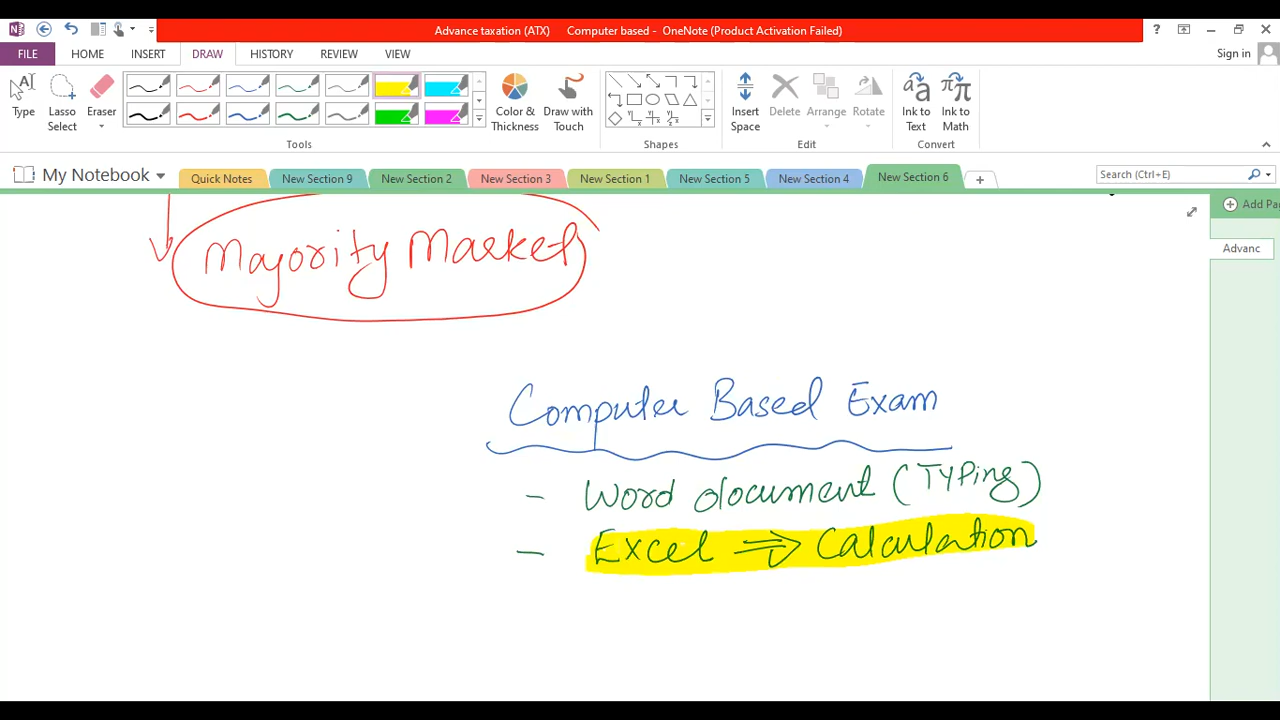 Advance taxation (ATX) Computer based - OneNote (Product Activation Failed)
?
FILE HOME INSERT DRAW HISTORY REVIEW VIEW Sign in
Type Lasso Select Eraser Color & Thickness Draw with Touch Insert Space Delete Arrange Rotate Ink to Text Ink to Math
Tools Shapes Edit Convert
My Notebook Quick Notes New Section 9 New Section 2 New Section 3 New Section 1 New Section 5 New Section 4 New Section 6 Search (Ctrl+E)
Add Pag
Advanc
Majority Market
Computer Based Exam
- Word document (Typing)
- Excel ⇒ Calculation